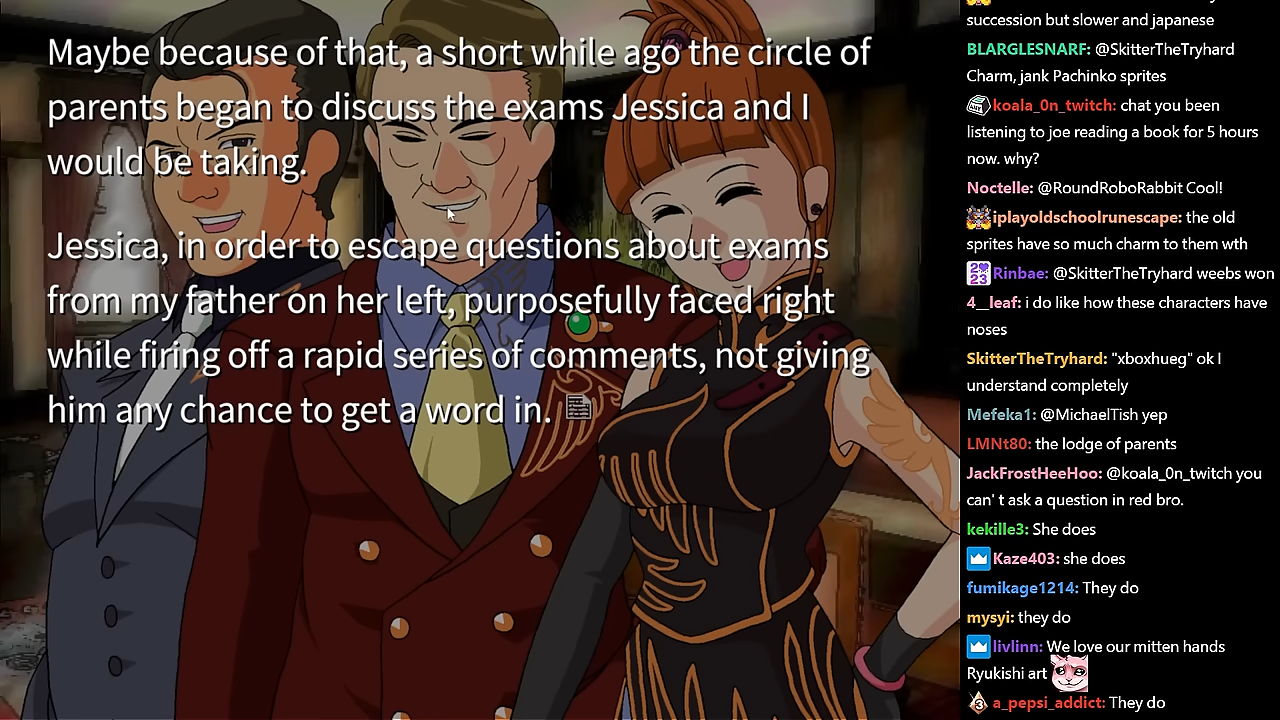 Maybe because of that, a short while ago the circle of
parents began to discuss the exams Jessica and I
would be taking.
Jessica, in order to escape questions about exams
from my father on her left, purposefully faced right
while firing off a rapid series of comments, not giving
him any chance to get a word in.
succession but slower and japanese
BLARGLESNARF: @SkitterTheTryhard
Charm, jank Pachinko sprites
koala_0n_twitch: chat you been
listening to joe reading a book for 5 hours
now. why?
Noctelle: @RoundRoboRabbit Cool!
iplayoldschoolrunescape: the old
sprites have so much charm to them wth
Rinbae: @SkitterTheTryhard weebs won
4__leaf: i do like how these characters have
noses
SkitterTheTryhard: "xboxhueg" ok I
understand completely
Mefeka1: @MichaelTish yep
LMNt80: the lodge of parents
JackFrostHeeHoo: @koala_0n_twitch you
can' t ask a question in red bro.
kekille3: She does
Kaze403: she does
fumikage1214: They do
mysyi: they do
livlinn: We love our mitten hands
Ryukishi art
3 a_pepsi_addict: They do